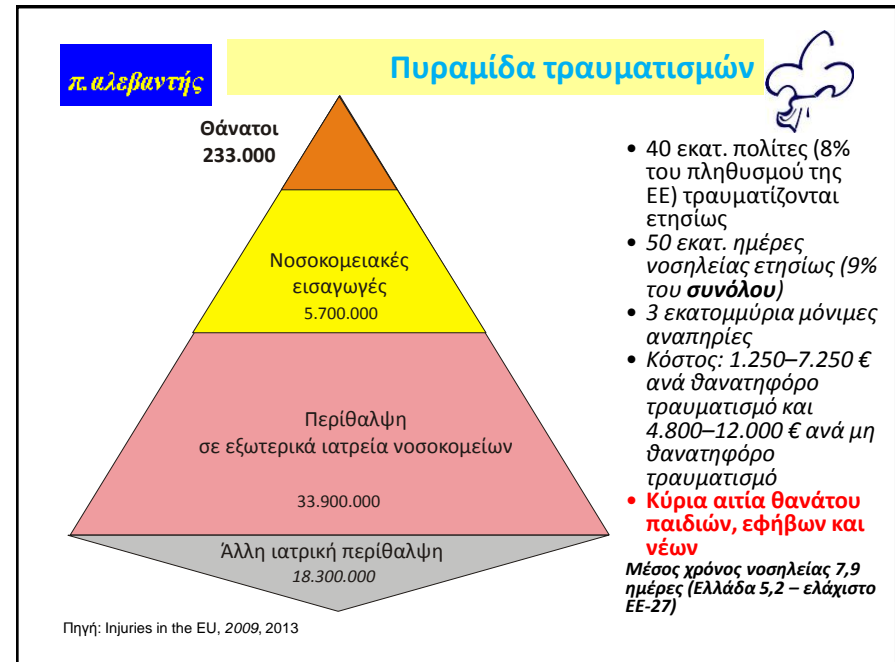 π.αλεβαντής
Πυραμίδα τραυματισμών
Θάνατοι
233.000
Νοσοκομειακές
εισαγωγές
5.700.000
Περίθαλψη
σε εξωτερικά ιατρεία νοσοκομείων
33.900.000
Άλλη ιατρική περίθαλψη
18.300.000
• 40 εκατ. πολίτες (8%
του πληθυσμού της
ΕΕ) τραυματίζονται
ετησίως
• 50 εκατ. ημέρες
νοσηλείας ετησίως (9%
του συνόλου)
• 3 εκατομμύρια μόνιμες
αναπηρίες
• Κόστος: 1.250–7.250 €
ανά θανατηφόρο
τραυματισμό και
4.800–12.000 € ανά μη
θανατηφόρο
τραυματισμό
• Κύρια αιτία θανάτου
παιδιών, εφήβων και
νέων
Μέσος χρόνος νοσηλείας 7,9
ημέρες (Ελλάδα 5,2 – ελάχιστο
ΕΕ-27)
Πηγή: Injuries in the EU, 2009, 2013